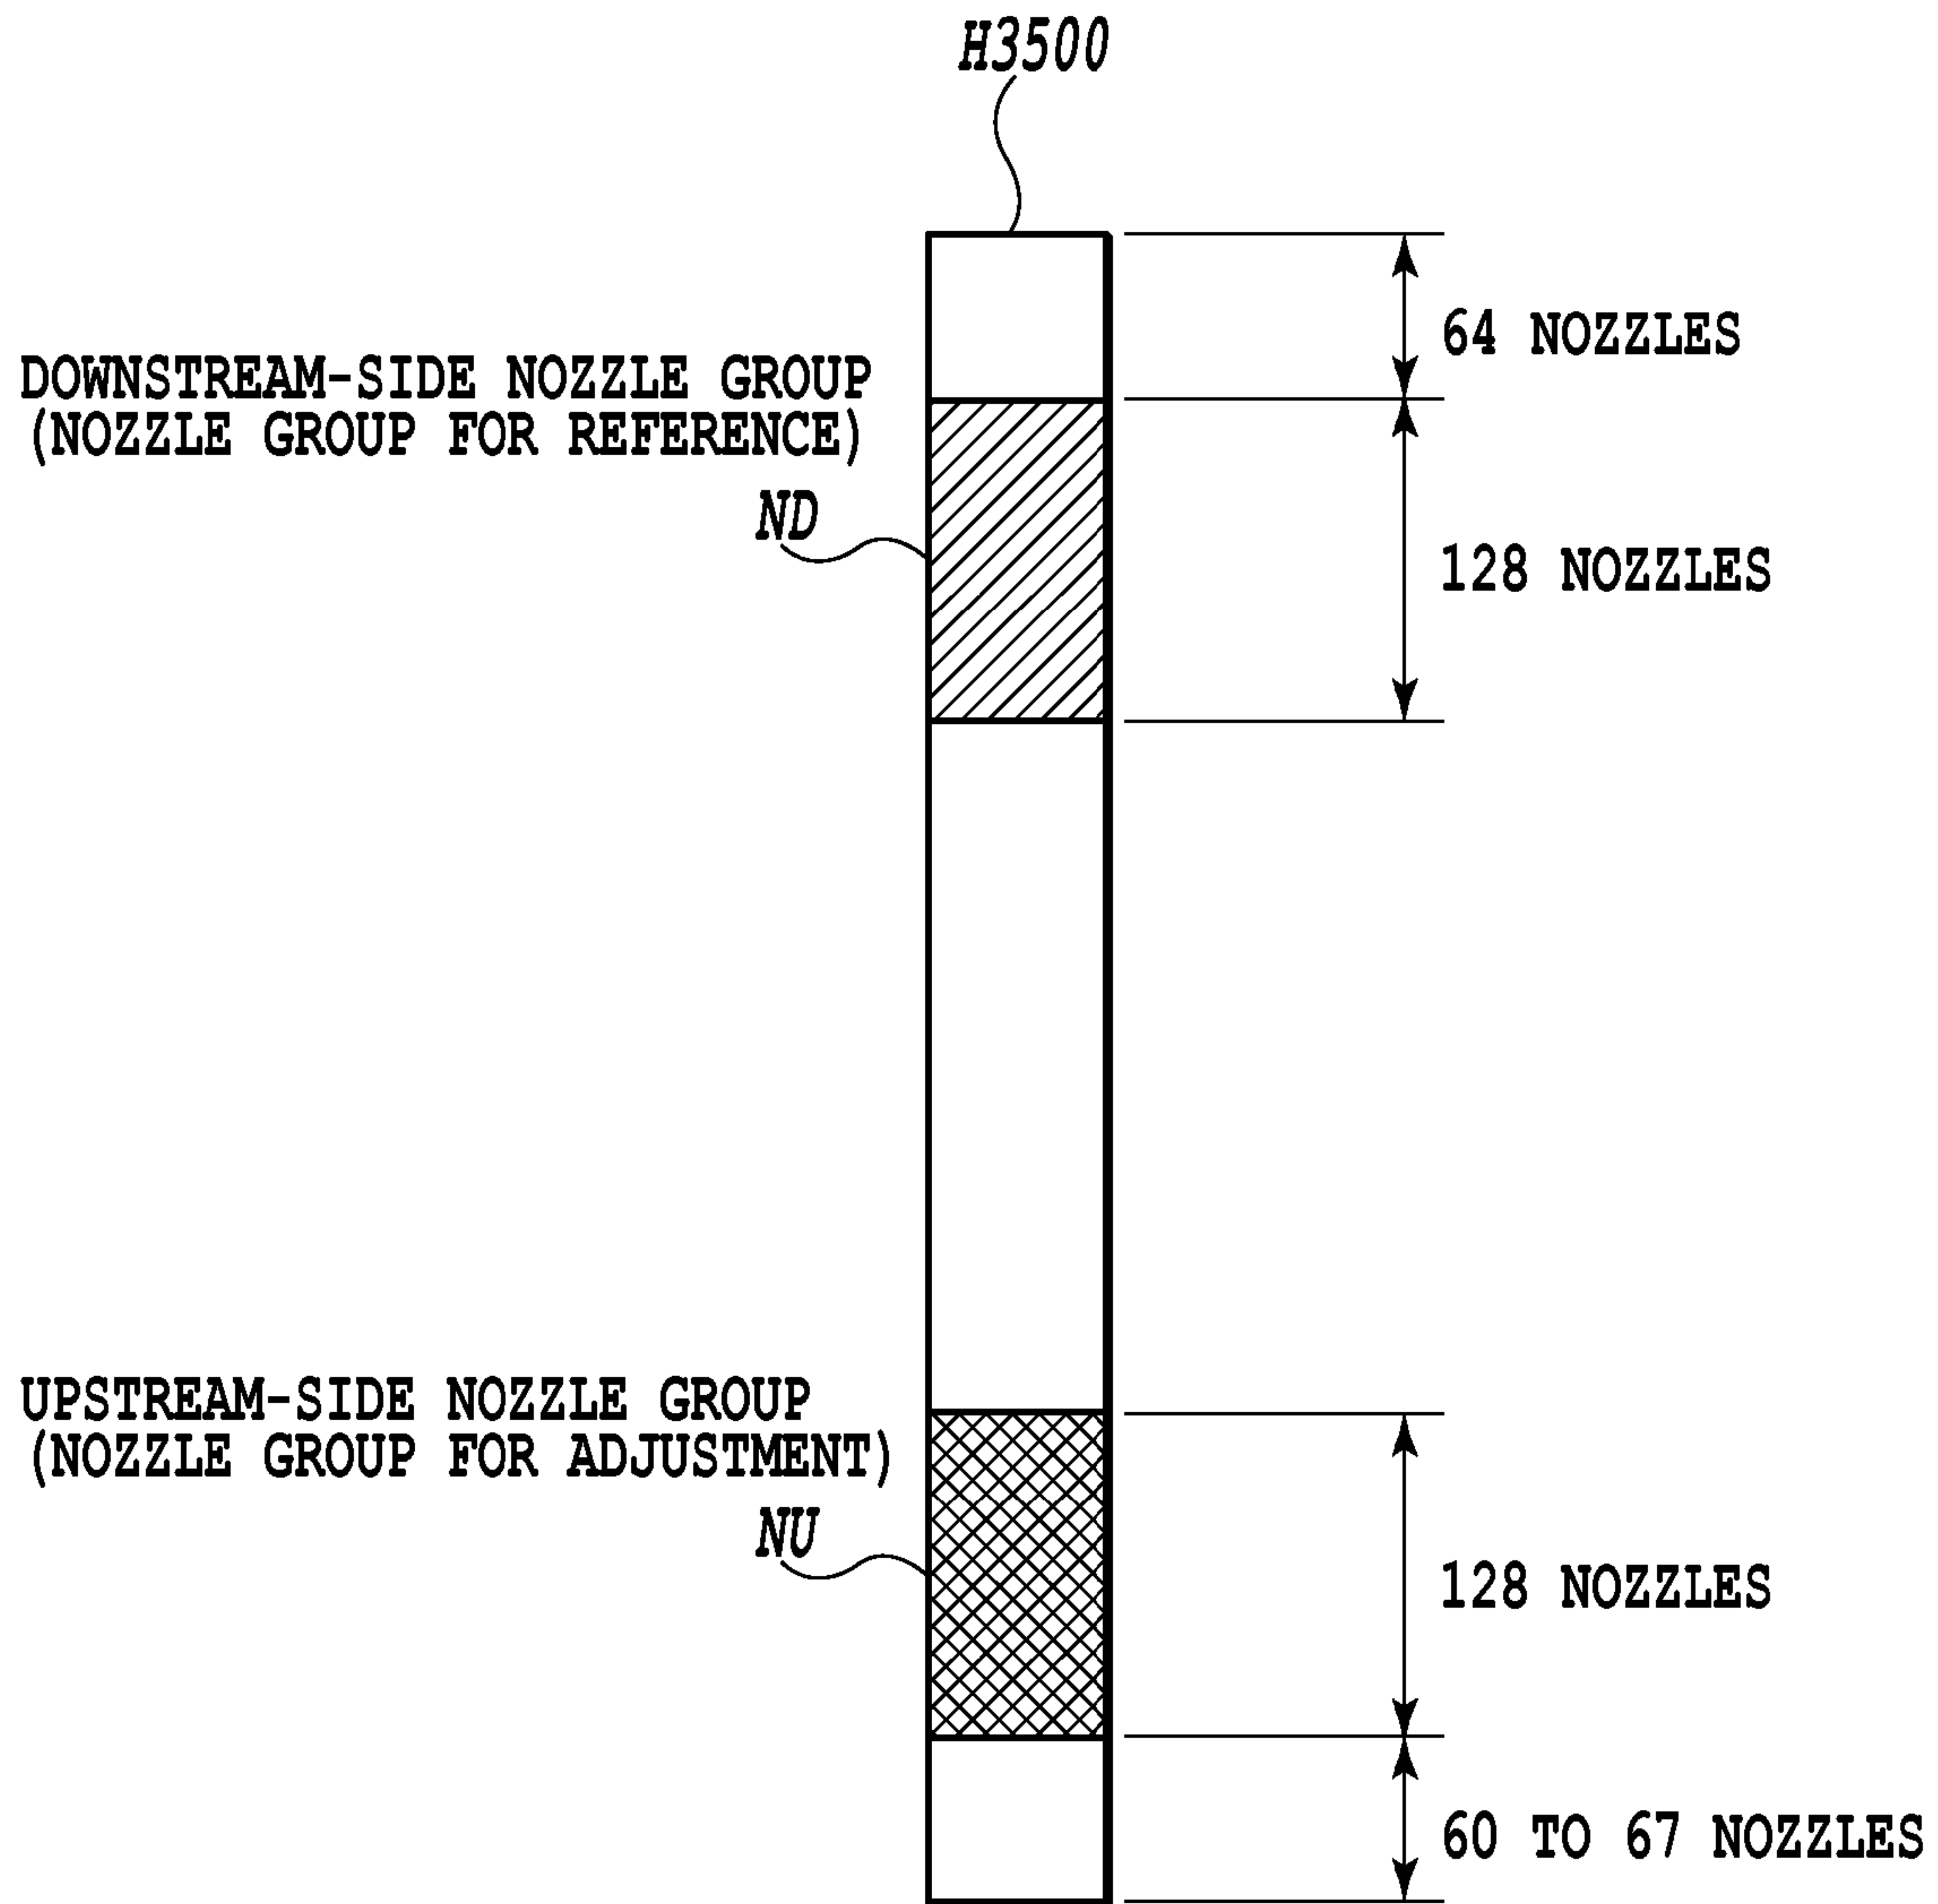 H3500
64 NOZZLES
DOWNSTREAM-SIDE NOZZLE GROUP
(NOZZLE GROUP FOR REFERENCE)
ND
128 NOZZLES
UPSTREAM-SIDE NOZZLE GROUP
(NOZZLE GROUP FOR ADJUSTMENT)
NU
128 NOZZLES
60 TO 67 NOZZLES